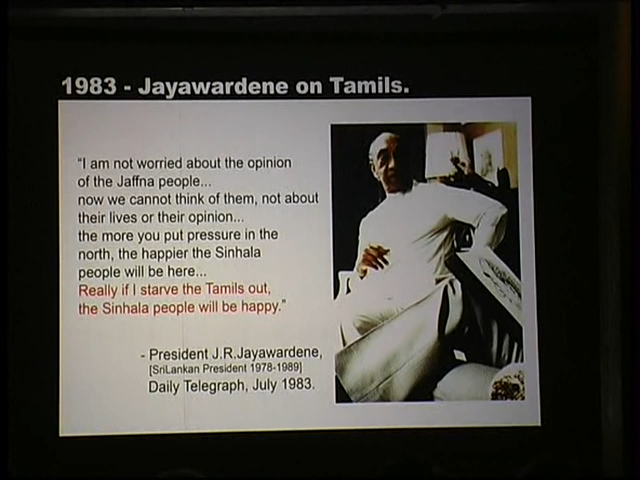 1983 - Jayawardene on Tamils.
“I am not worried about the opinion
of the Jaffna people...
now we cannot think of them, not about
their lives or their opinion...
the more you put pressure in the
north, the happier the Sinhala
people will be here...
Really if I starve the Tamils out,
the Sinhala people will be happy.”
- President J.R.Jayawardene,
[SriLankan President 1978-1989]
Daily Telegraph, July 1983.